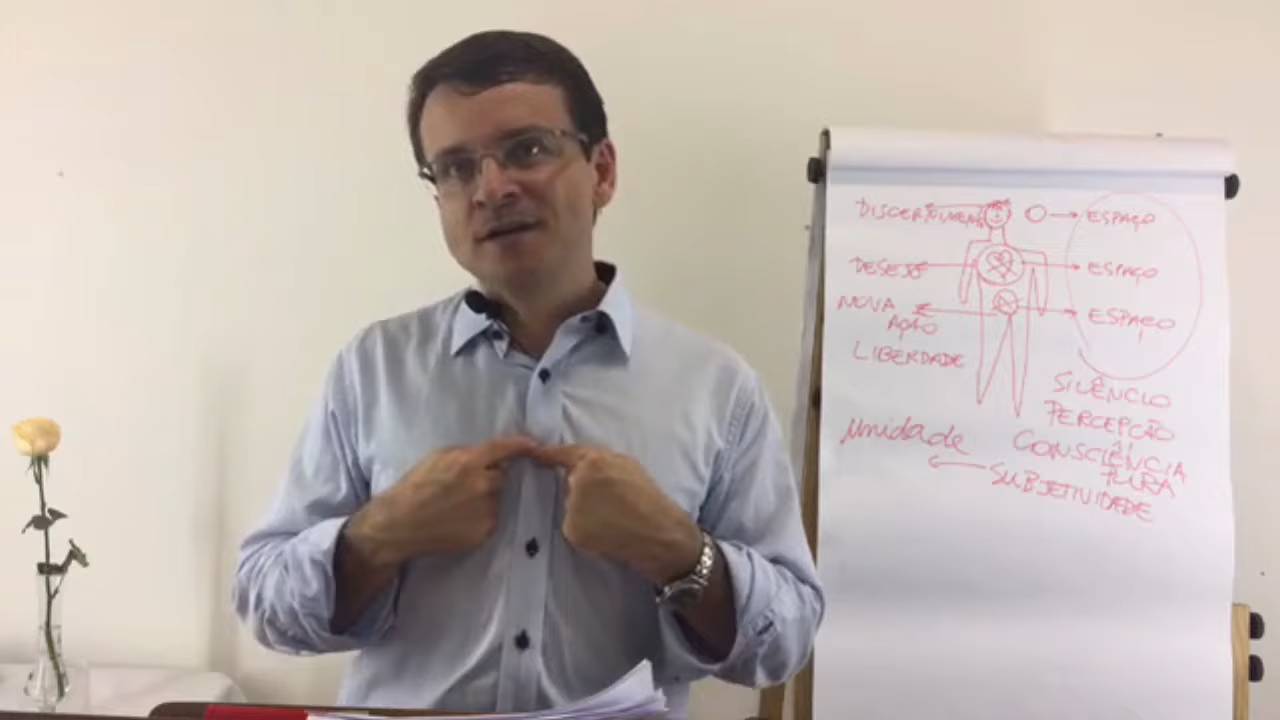 DISCERNIMENTO → ESPAÇO
DESEJO → ESPAÇO
NOVA AÇÃO → ESPAÇO
LIBERDADE
SILÊNCIO
PERCEPÇÃO
Unidade
CONSCIÊNCIA
PURA
SUBJETIVIDADE